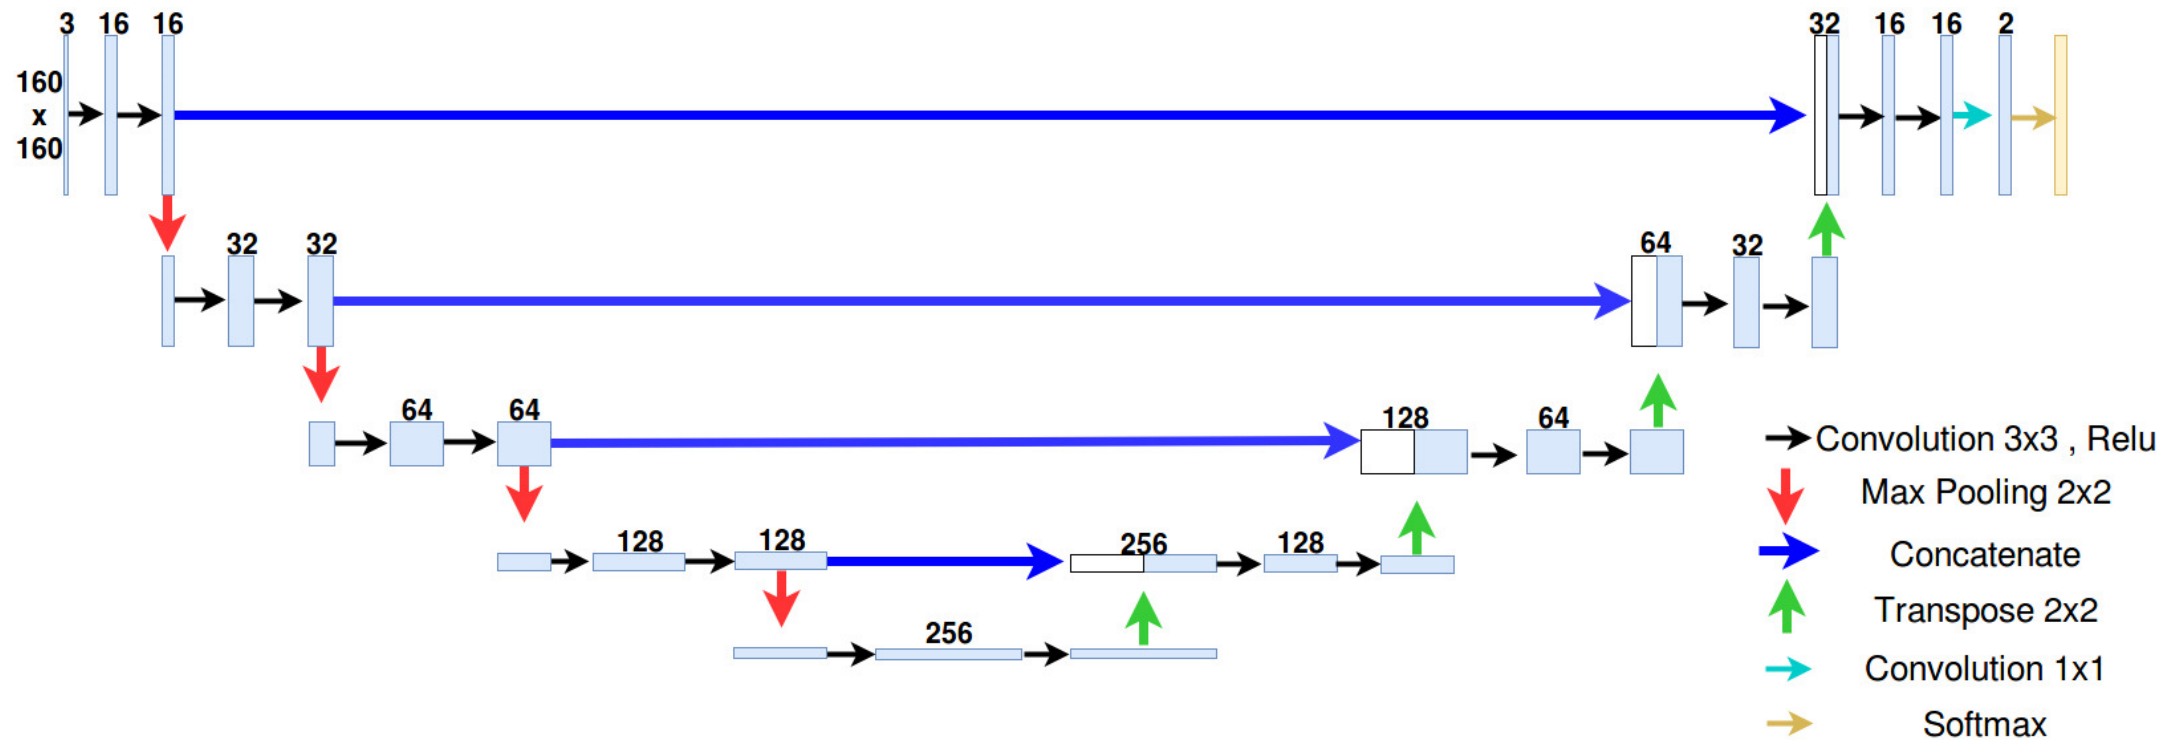 3 16 16
32 16 16 2
160
x
160
32 32
64 32
64 64
128 64
128 128
256 128
256
Convolution 3x3 , Relu
Max Pooling 2x2
Concatenate
Transpose 2x2
Convolution 1x1
Softmax